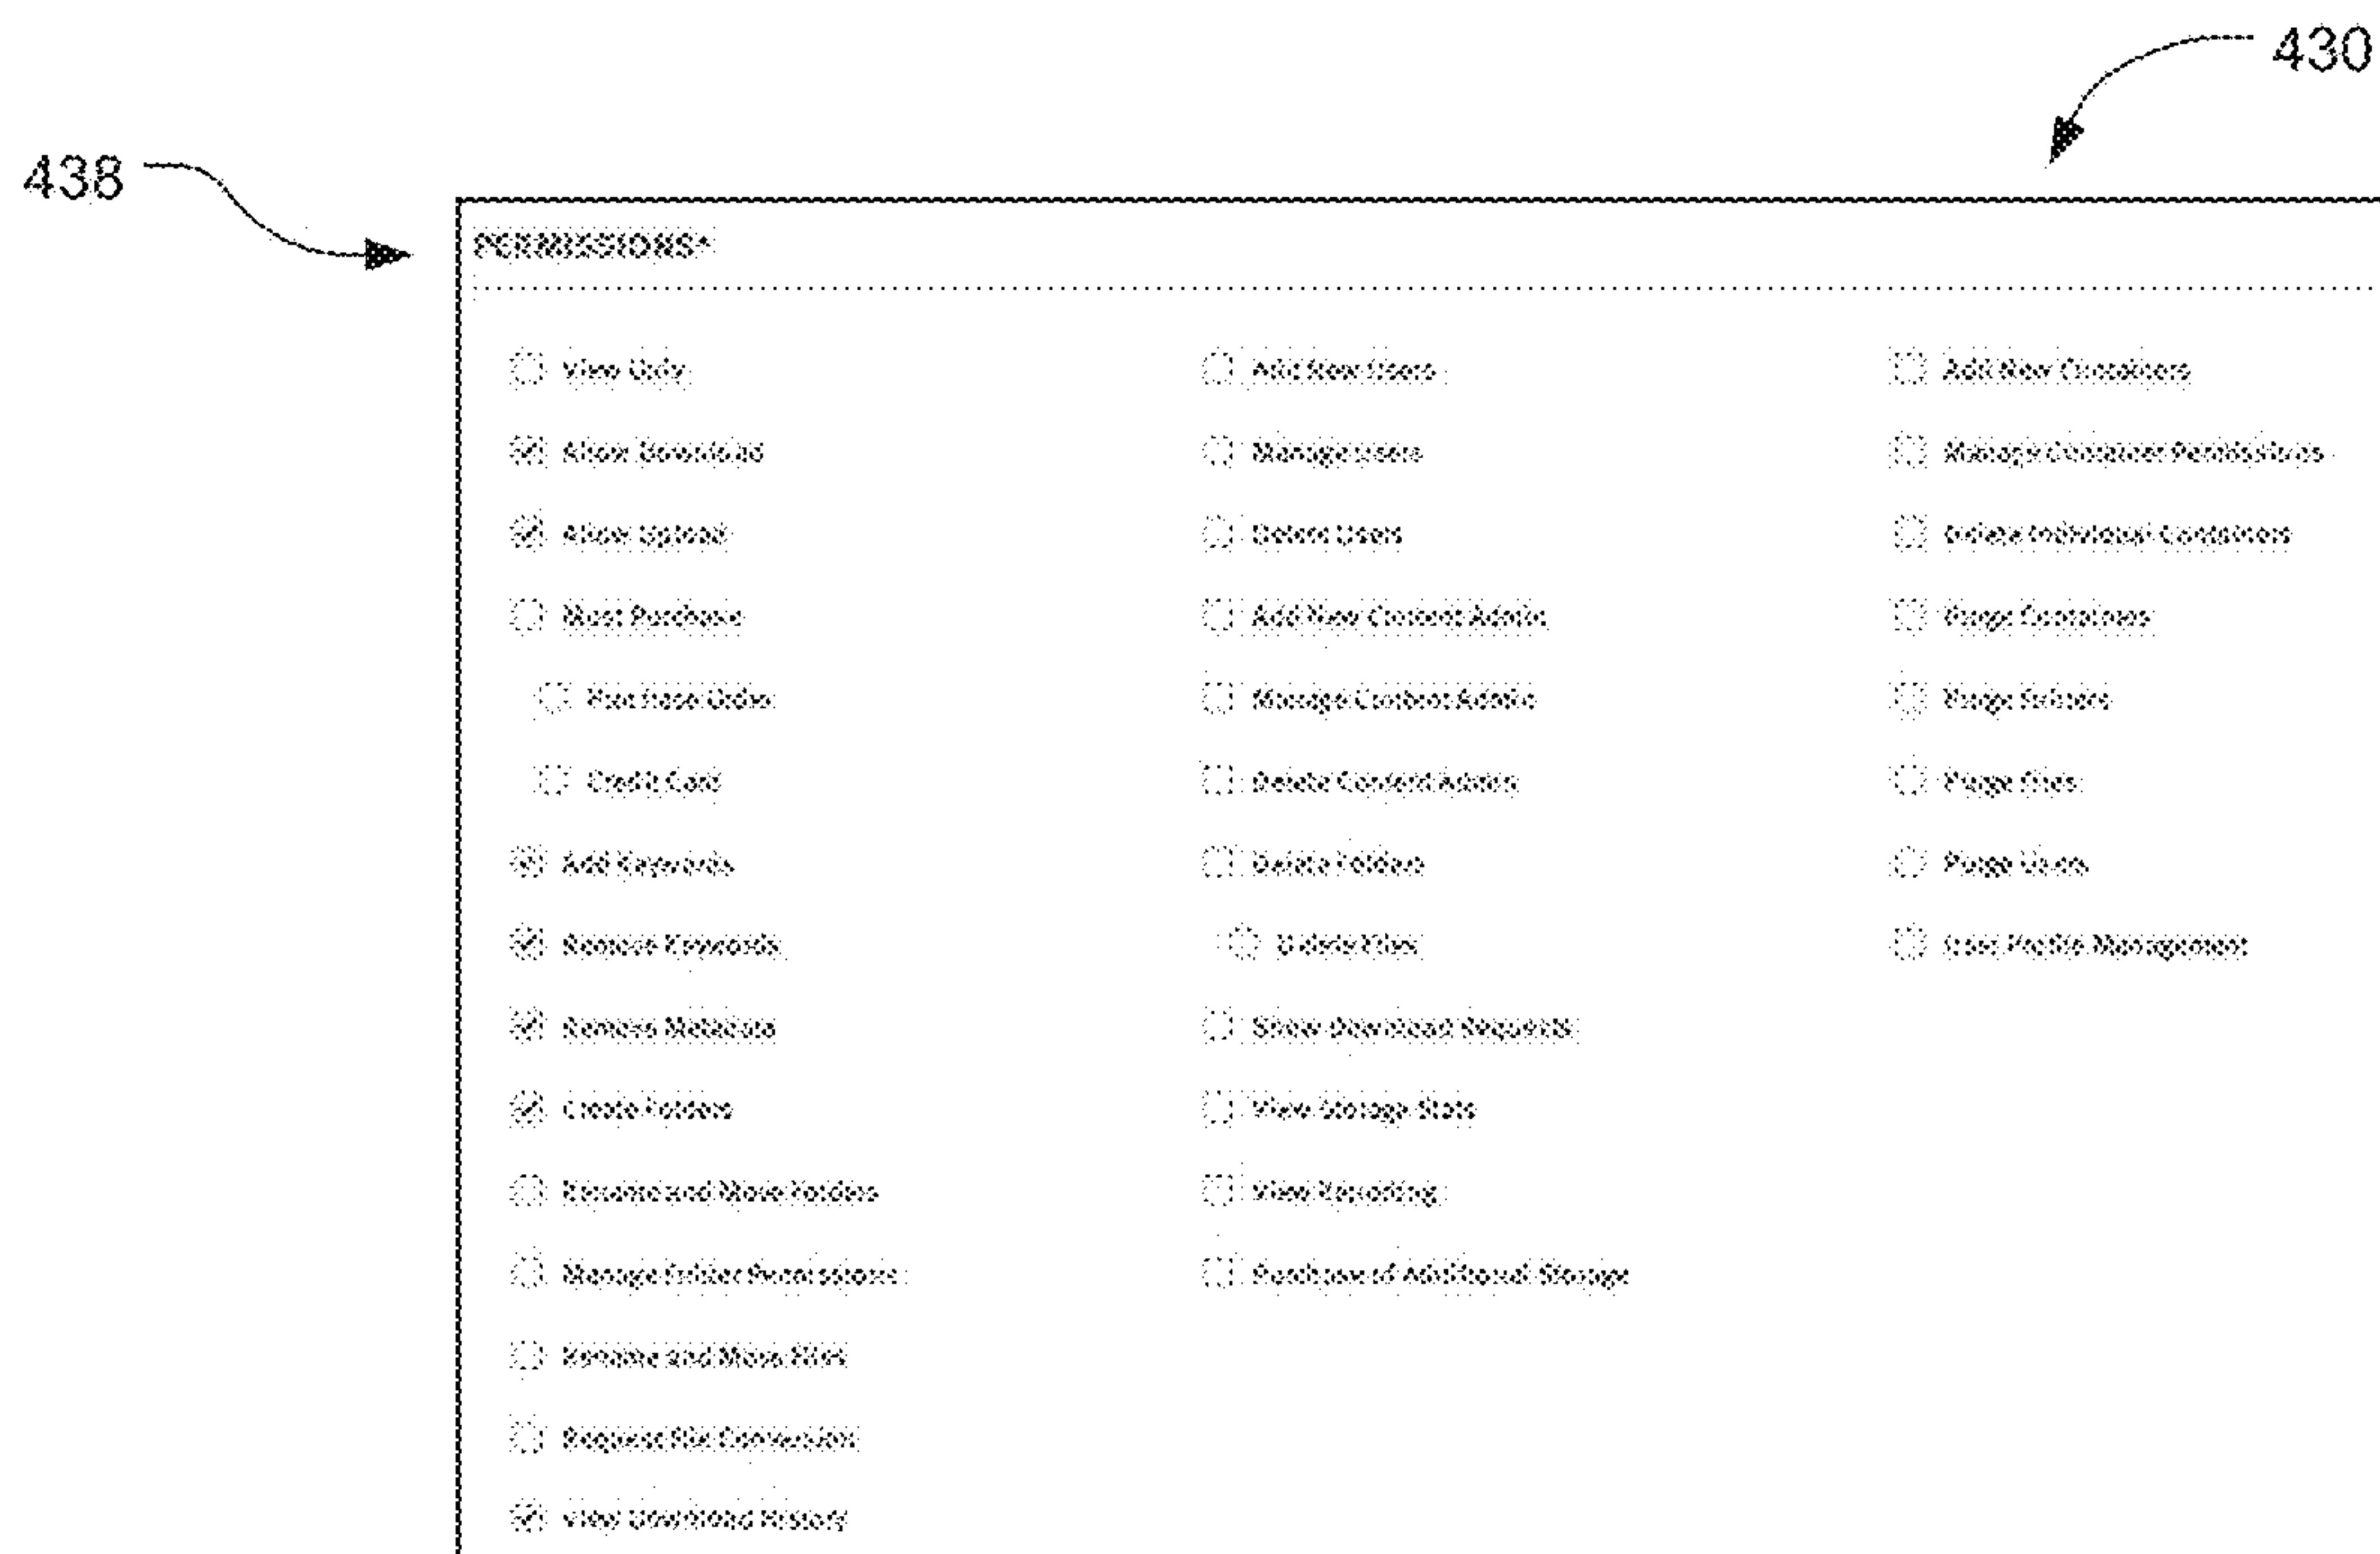 430
438
PERMISSIONS*
View Only
Allow Download
Allow Upload
Must Purchase
Purchase Order
Credit Card
Add Keywords
Remove Keywords
Remove Metadata
Create Folders
Rename and Move Folders
Manage Folder Permissions
Rename and Move Files
Request File Conversion
View Download History
Add New Users
Manage Users
Delete Users
Add New Content Admin
Manage Content Admin
Delete Content Admin
Delete Folders
Delete Files
Show Download Requests
View Storage Stats
View Reporting
Purchase of Additional Storage
Add New Containers
Manage Container Permissions
Delete Individual Containers
Purge Containers
Purge Folders
Purge Files
Purge Users
User Profile Management